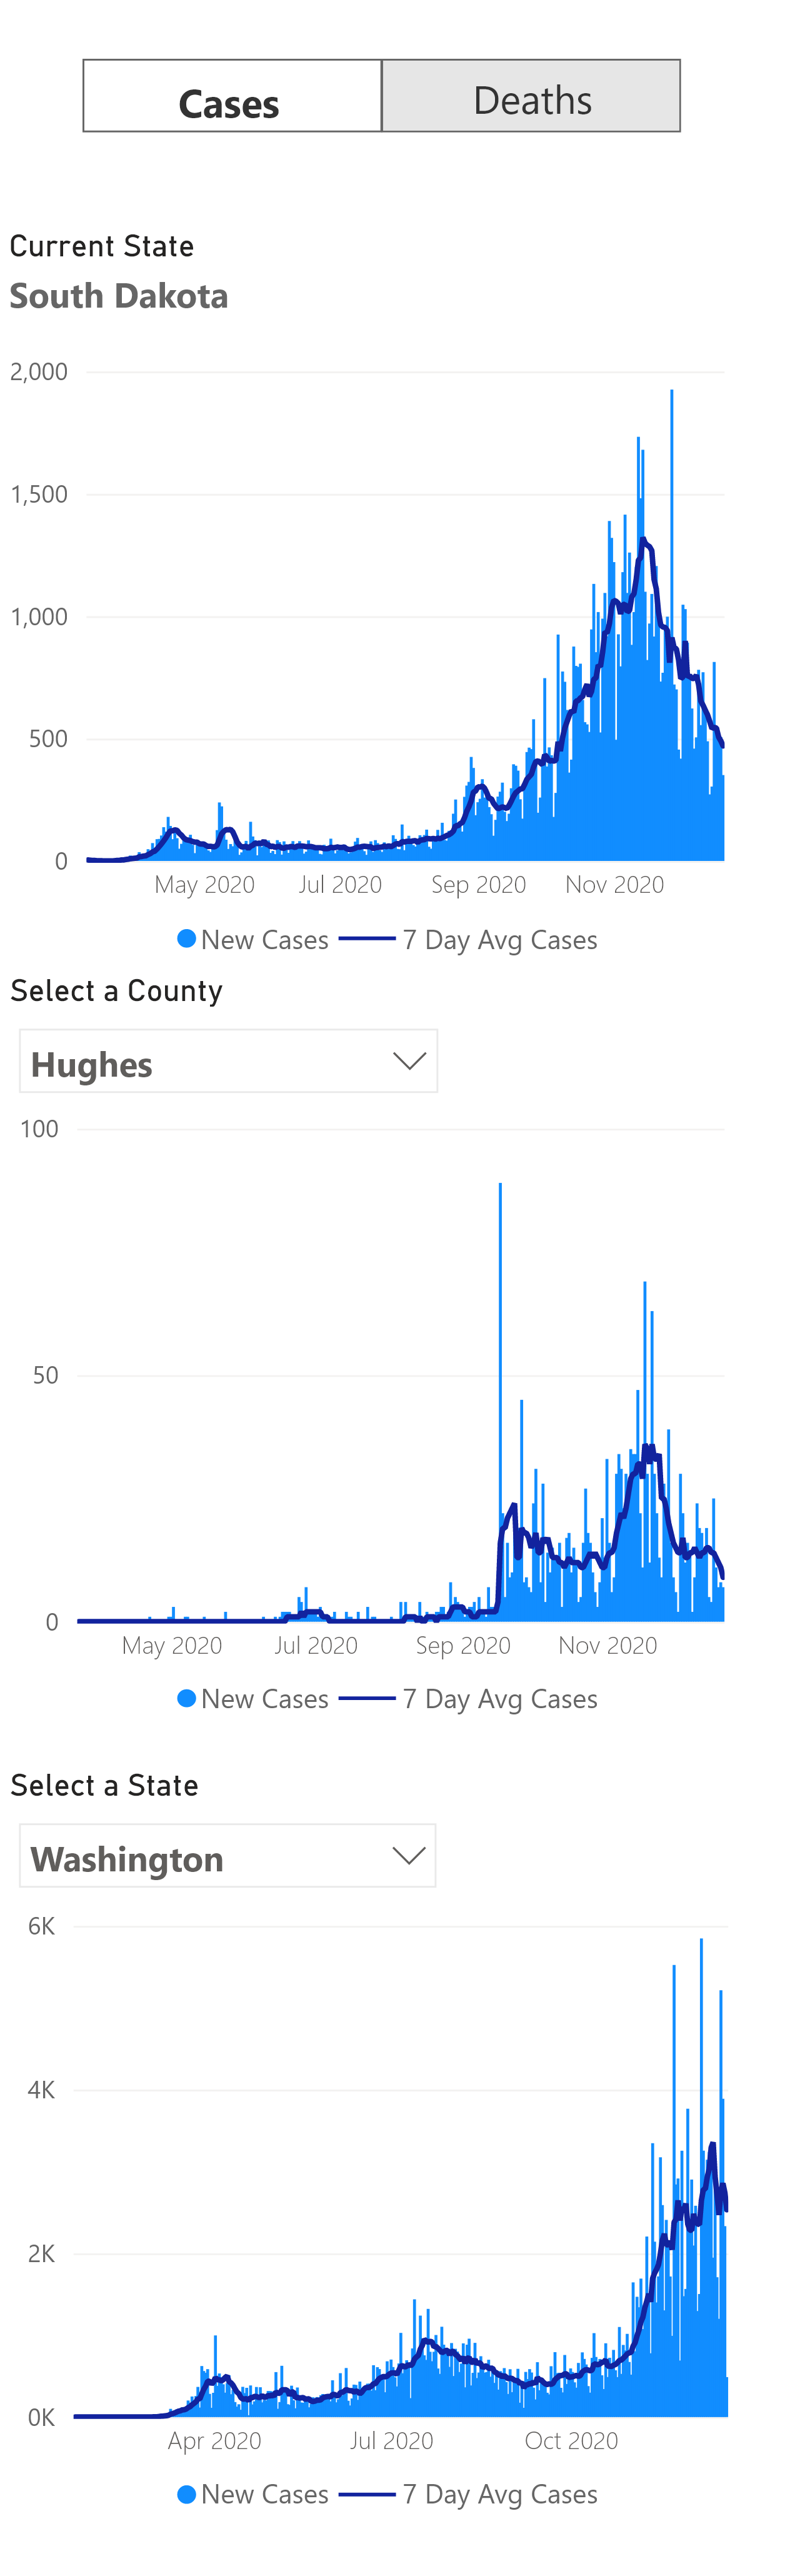 Cases Deaths
Current State
South Dakota
2,000
1,500
1,000
500
0
May 2020 Jul 2020 Sep 2020 Nov 2020
New Cases 7 Day Avg Cases
Select a County
Hughes
100
50
0
May 2020 Jul 2020 Sep 2020 Nov 2020
New Cases 7 Day Avg Cases
Select a State
Washington
6K
4K
2K
0K
Apr 2020 Jul 2020 Oct 2020
New Cases 7 Day Avg Cases